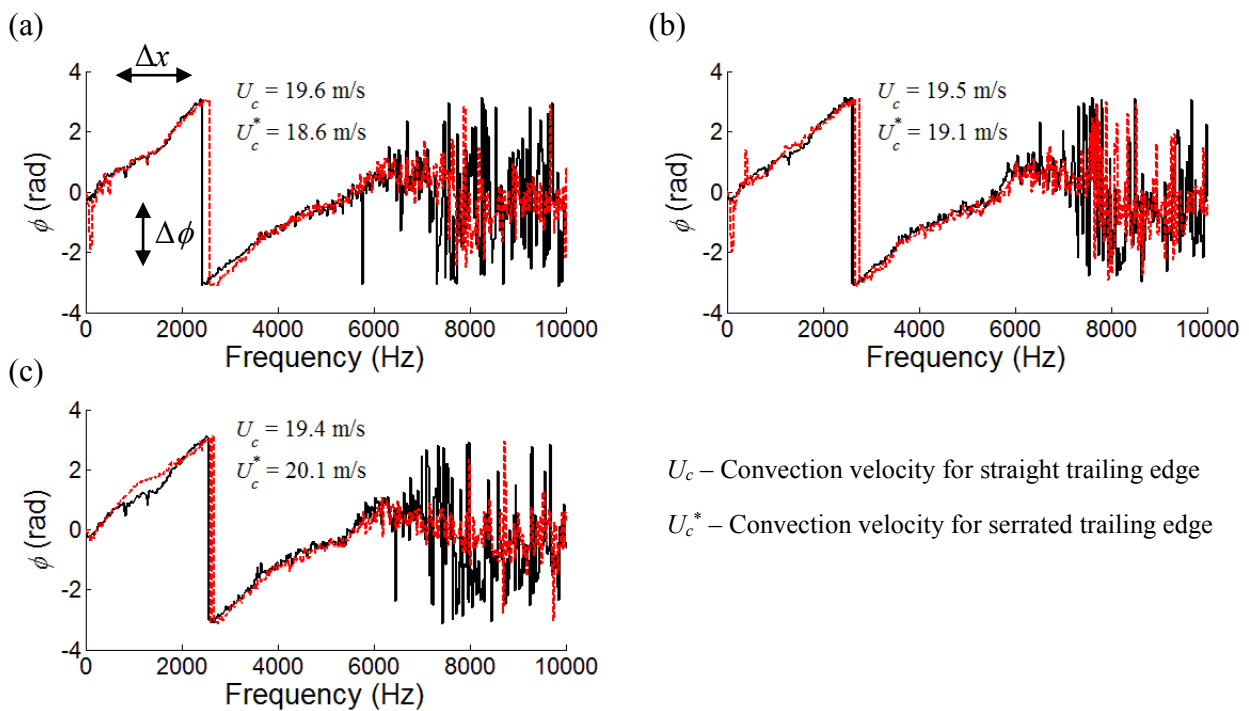 (a)
Δx
4
2
0
-2
-4
ϕ (rad)
U_c = 19.6 m/s
U_c^* = 18.6 m/s
Δϕ
0 2000 4000 6000 8000 10000
Frequency (Hz)
(b)
4
2
0
-2
-4
ϕ (rad)
U_c = 19.5 m/s
U_c^* = 19.1 m/s
0 2000 4000 6000 8000 10000
Frequency (Hz)
(c)
4
2
0
-2
-4
ϕ (rad)
U_c = 19.4 m/s
U_c^* = 20.1 m/s
0 2000 4000 6000 8000 10000
Frequency (Hz)
U_c – Convection velocity for straight trailing edge
U_c^* – Convection velocity for serrated trailing edge